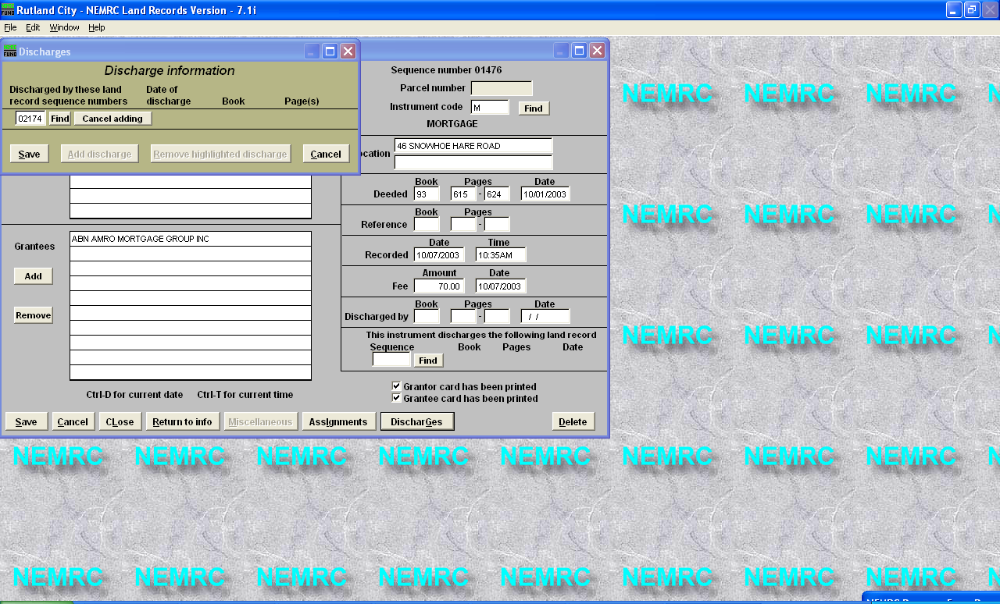 Rutland City - NEMRC Land Records Version - 7.1i
File Edit Window Help
FUND Discharges
Discharge information
Discharged by these land record sequence numbers
Date of discharge
Book
Page(s)
02174 Find Cancel adding
Save Add discharge Remove highlighted discharge Cancel
Sequence number 01476
Parcel number
Instrument code M Find
MORTGAGE
ocation 46 SNOWHOE HARE ROAD
Book Pages Date
Deeded 93 615 - 624 10/01/2003
Book Pages
Reference -
Date Time
Recorded 10/07/2003 10:35AM
Amount Date
Fee 70.00 10/07/2003
Book Pages Date
Discharged by - / /
This instrument discharges the following land record
Sequence Book Pages Date
Find
Grantor card has been printed
Grantee card has been printed
Grantees
ABN AMRO MORTGAGE GROUP INC
Add
Remove
Ctrl-D for current date Ctrl-T for current time
Save Cancel CLose Return to info Miscellaneous AssIgnments DischarGes Delete
NEMRC NEMRC NEMRC
NEMRC NEMRC NEMRC
NEMRC NEMRC NEMRC
NEMRC NEMRC NEMRC NEMRC NEMRC NEMRC NEMRC NEMRC
NEMRC NEMRC NEMRC NEMRC NEMRC NEMRC NEMRC NEMRC